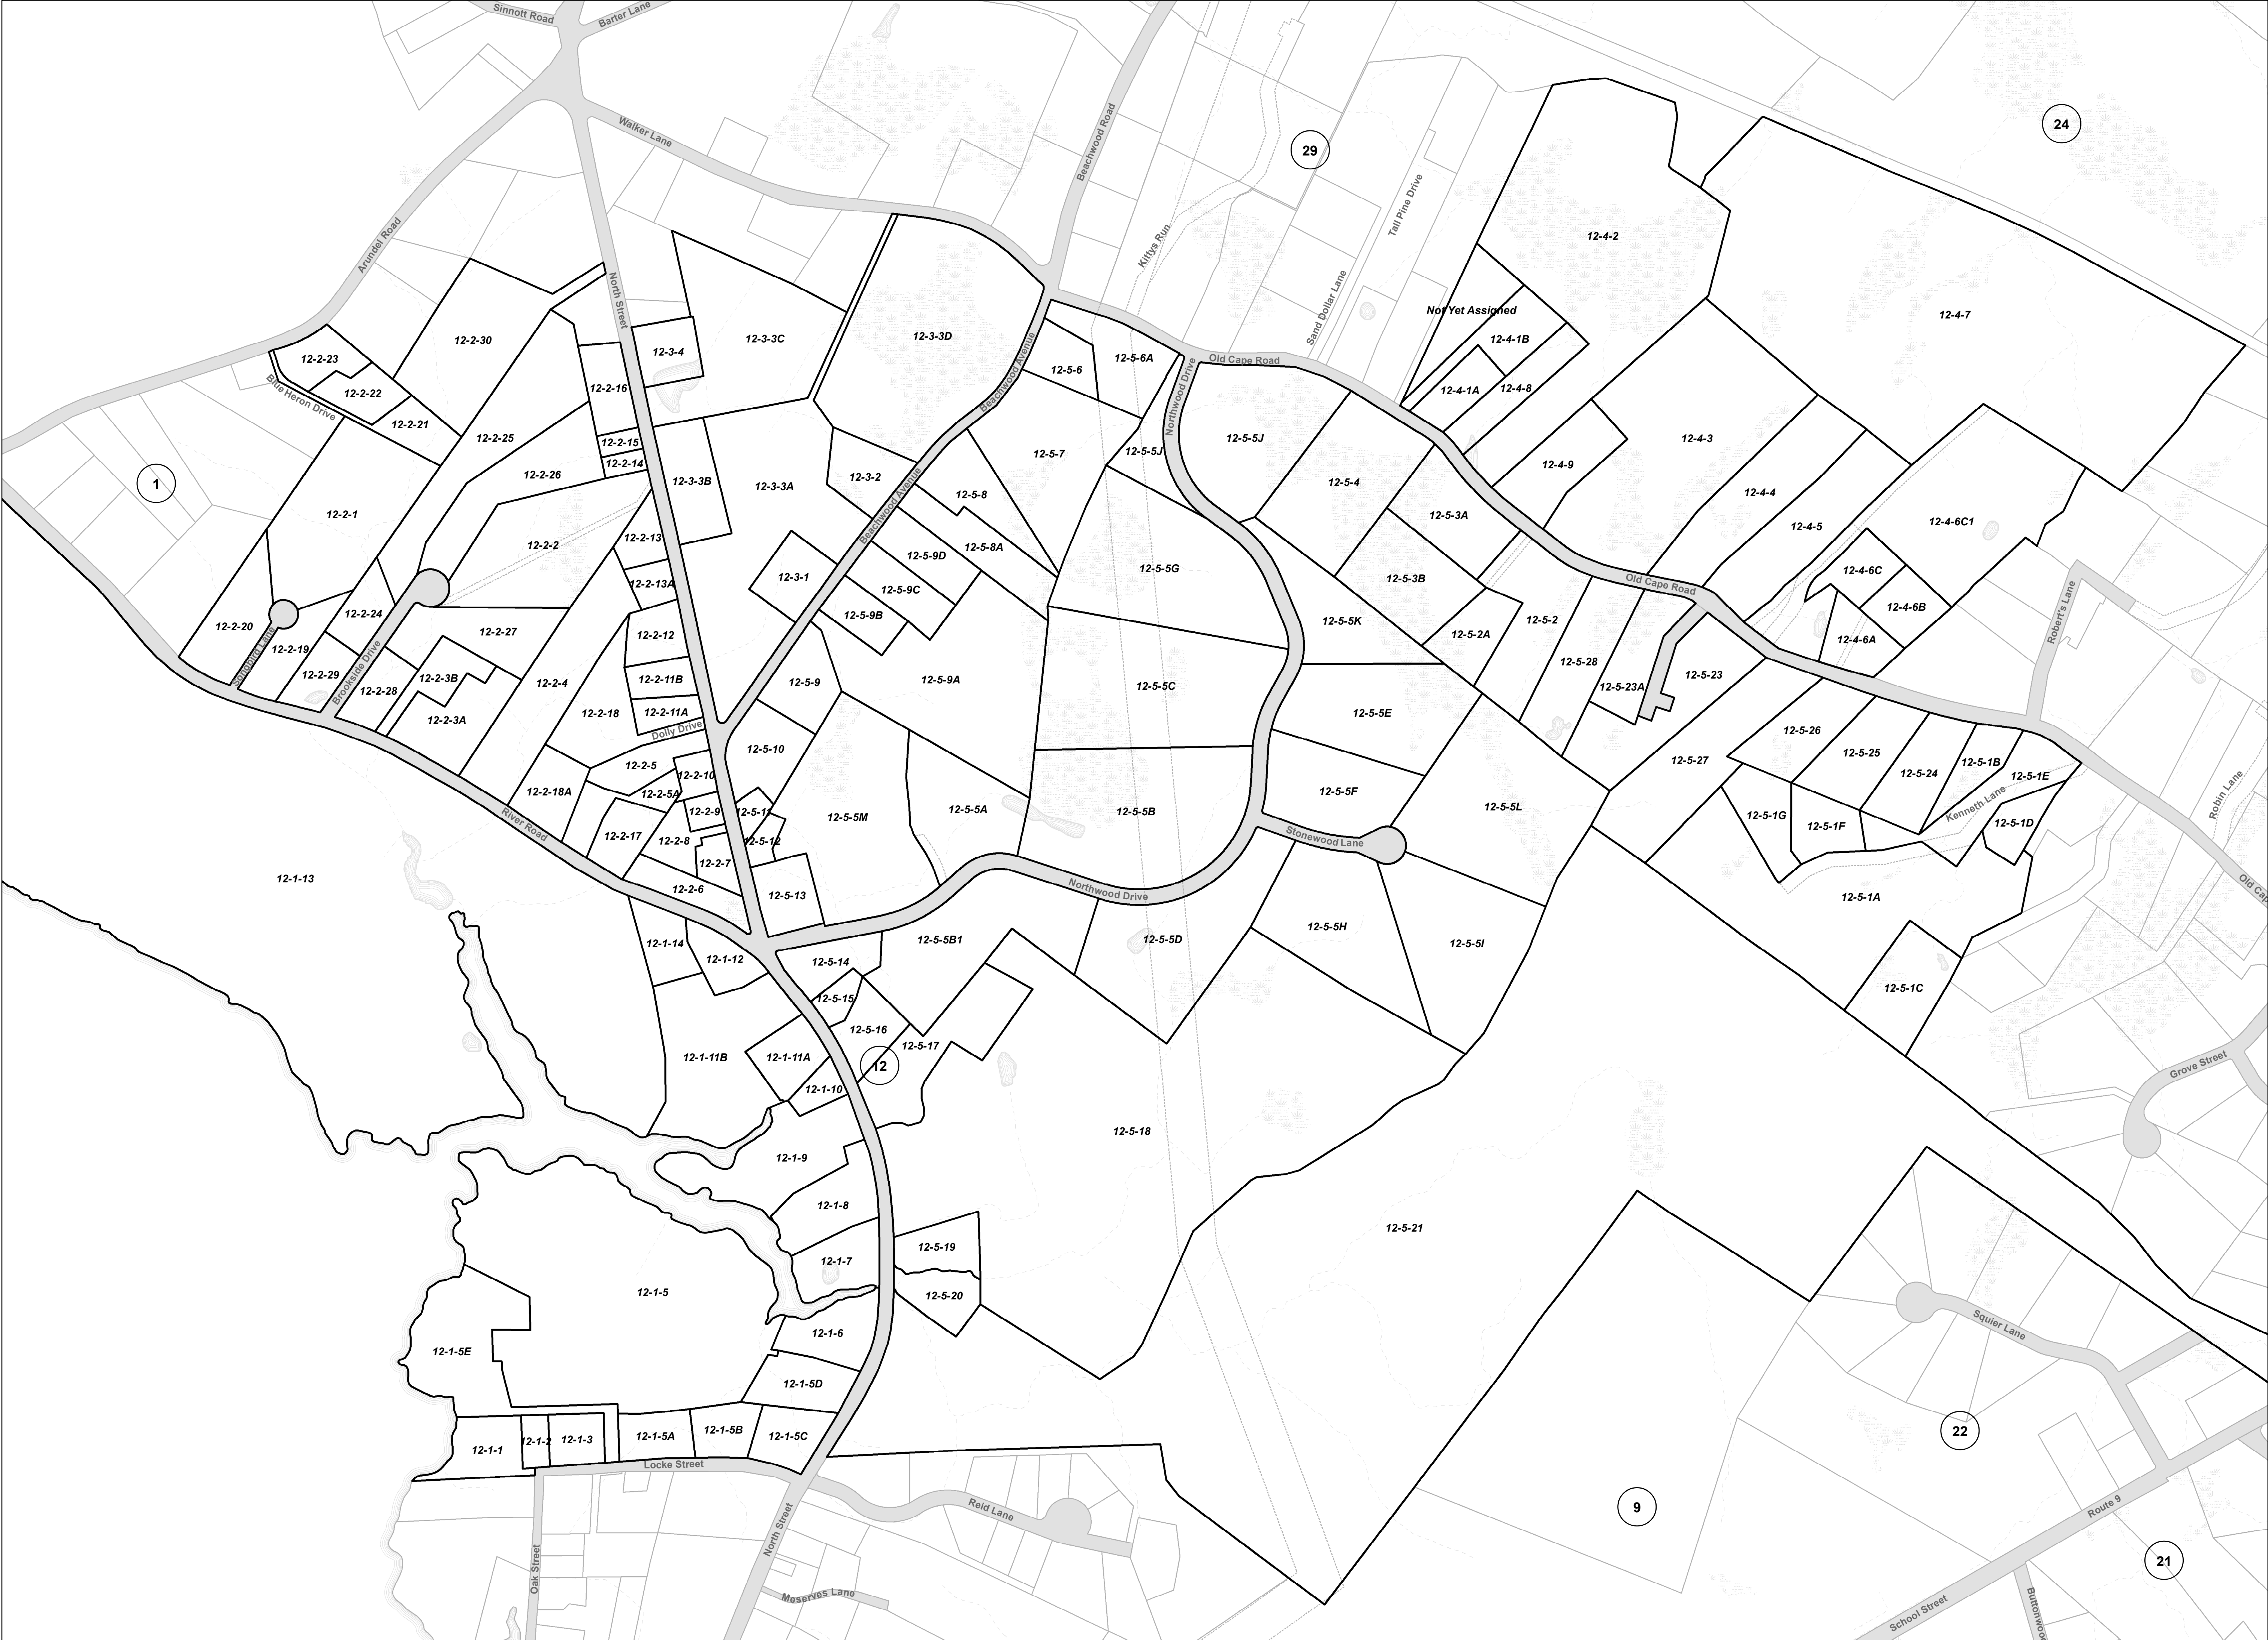 Sinnott Road
Barter Lane
Walker Lane
Beachwood Road
29
24
Arundel Road
North Street
Kittys Run
Tall Pine Drive
Sand Dollar Lane
12-4-2
Not Yet Assigned
12-4-7
12-2-30
12-3-4
12-3-3C
12-3-3D
12-4-1B
12-2-23
12-2-22
Blue Heron Drive
12-2-21
12-2-16
Beachwood Avenue
12-5-6
12-5-6A
Old Cape Road
Northwood Drive
12-4-1A
12-4-8
12-2-25
12-2-15
12-2-14
12-2-26
12-3-3B
12-3-3A
12-3-2
12-5-7
12-5-5J
12-5-5J
12-4-3
12-4-9
12-5-4
12-4-4
12-4-5
12-4-6C1
1
12-2-1
12-2-2
12-2-13
Beachwood Avenue
12-5-8
12-5-8A
12-5-9D
12-5-3A
12-2-13A
12-3-1
12-5-9C
12-5-9B
12-5-5G
12-5-3B
Old Cape Road
12-4-6C
12-4-6B
12-4-6A
Robert's Lane
12-2-20
12-2-24
12-2-19
Songbird Lane
12-2-29
Brookside Drive
12-2-27
12-2-12
12-5-5K
12-5-2A
12-5-2
12-2-28
12-2-3B
12-2-3A
12-2-4
12-2-11B
12-2-11A
12-5-9
12-5-9A
12-5-5C
12-5-28
12-5-23A
12-5-23
12-2-18
Dolly Drive
12-5-5E
12-5-26
12-2-5
12-2-10
12-5-10
12-5-27
12-5-25
12-5-24
12-5-1B
12-5-1E
Robin Lane
12-2-18A
12-2-5A
12-2-9
12-5-5M
12-5-5A
12-5-5B
12-5-5F
12-5-5L
12-5-1G
12-5-1F
Kenneth Lane
12-5-1D
River Road
12-2-17
12-2-8
12-5-12
12-2-7
Stonewood Lane
12-1-13
12-2-6
12-5-13
Northwood Drive
12-5-1A
12-1-14
12-1-12
12-5-14
12-5-5B1
12-5-5D
12-5-5H
12-5-5I
12-5-15
12-5-1C
12-1-11B
12-1-11A
12-5-16
12-5-17
12
12-1-10
Grove Street
12-5-18
12-1-9
12-1-8
12-5-21
12-1-7
12-5-19
12-5-20
12-1-5
12-1-6
Squier Lane
12-1-5E
12-1-5D
12-1-1
12-1-2
12-1-3
12-1-5A
12-1-5B
12-1-5C
22
Locke Street
Reid Lane
9
Route 9
North Street
Oak Street
Meserves Lane
21
School Street